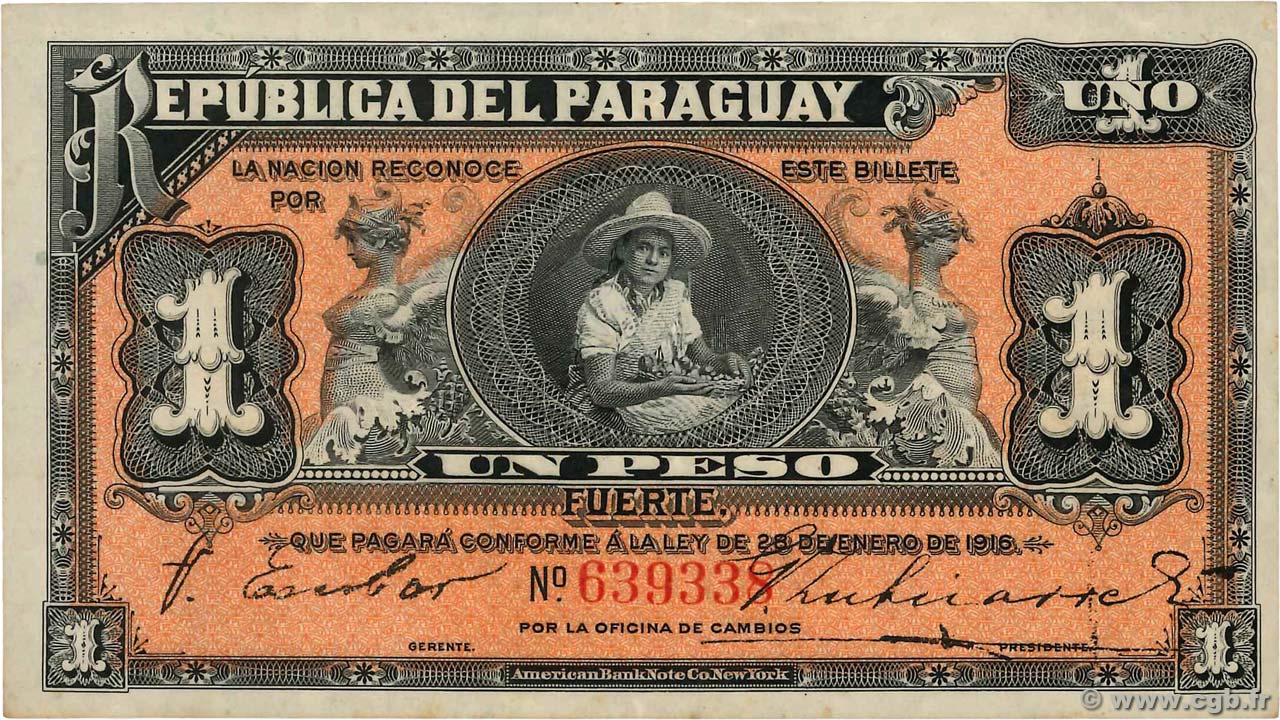 REPÚBLICA DEL PARAGUAY
1 UNO
LA NACION RECONOCE ESTE BILLETE
POR
1 1
UN PESO
FUERTE.
QUE PAGARÁ CONFORME Á LA LEY DE 28 DE ENERO DE 1916.
Escobar
Nº 639338
POR LA OFICINA DE CAMBIOS
GERENTE. PRESIDENTE.
1 1
American Bank Note Co. New York
© www.cgb.fr